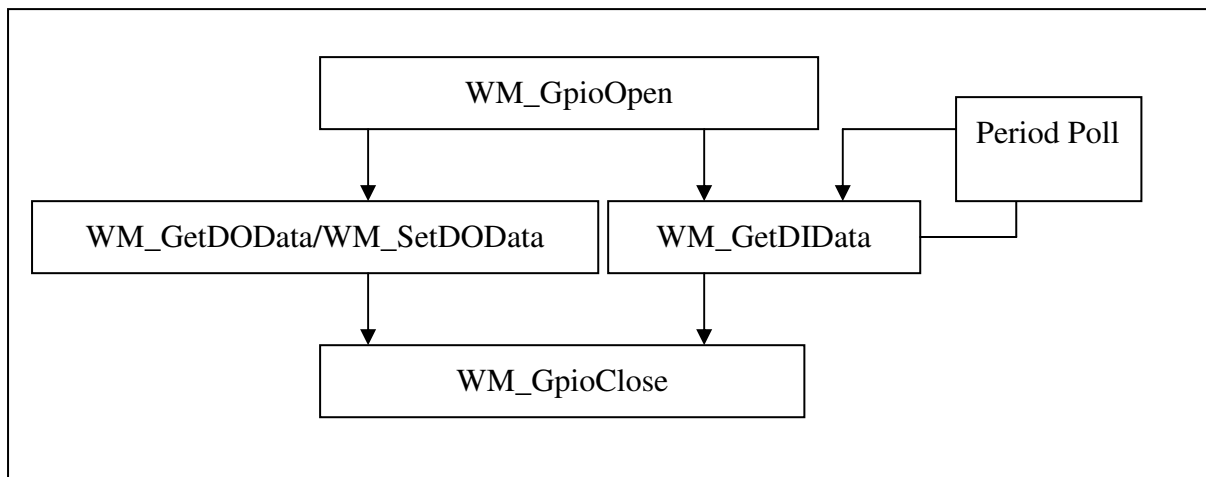 WM_GpioOpen
Period Poll
WM_GetDOData/WM_SetDOData
WM_GetDIData
WM_GpioClose